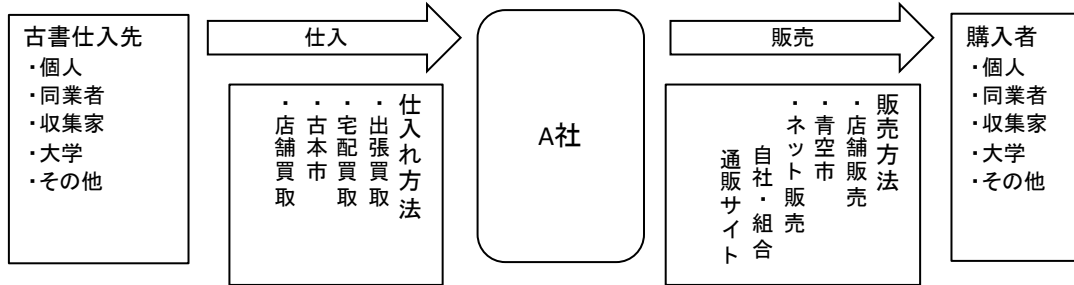 古書仕入先
・個人
・同業者
・収集家
・大学
・その他
仕入
仕入れ方法
・出張買取
・宅配買取
・古本市
・店舗買取
A社
販売
販売方法
・店舗販売
・青空市
・ネット販売
自社・組合
通販サイト
購入者
・個人
・同業者
・収集家
・大学
・その他